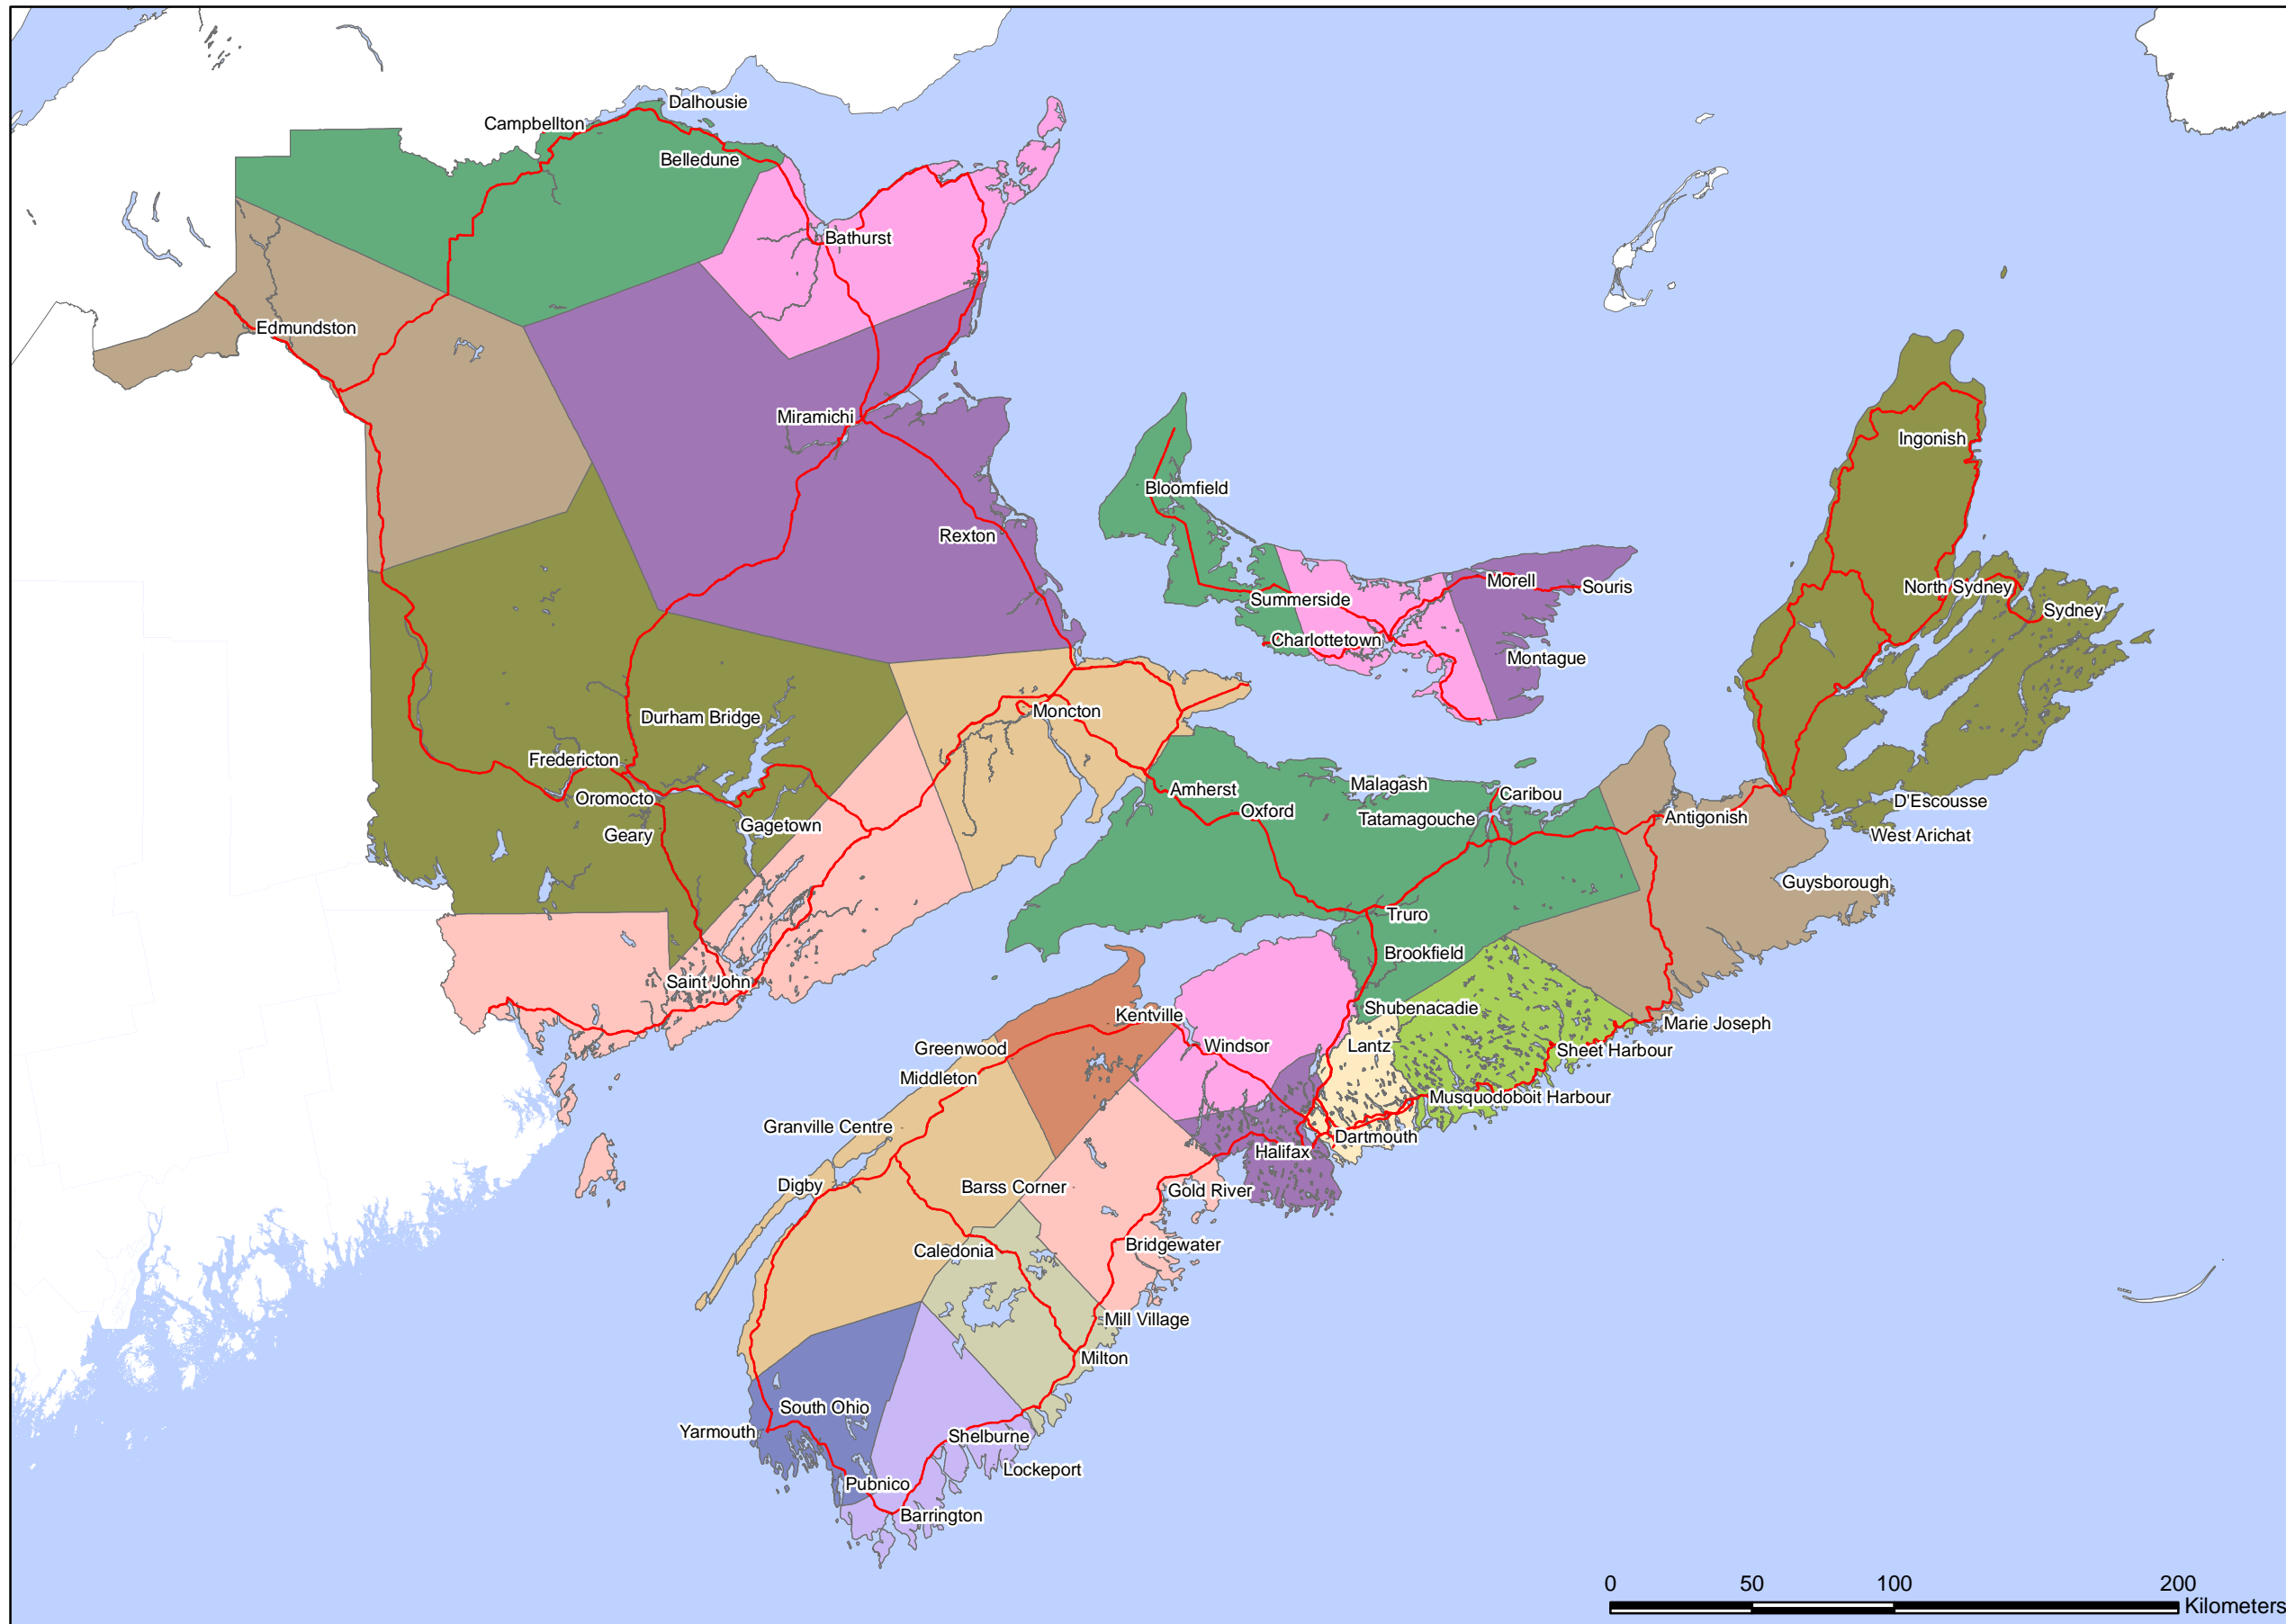 Dalhousie
Campbellton
Belledune
Bathurst
Edmundston
Miramichi
Ingonish
Bloomfield
Rexton
Morell
Souris
North Sydney
Summerside
Sydney
Charlottetown
Montague
Moncton
Durham Bridge
Fredericton
Malagash
Amherst
Caribou
Oromocto
D'Escousse
Oxford
Antigonish
Tatamagouche
Gagetown
Geary
West Arichat
Guysborough
Truro
Brookfield
Saint John
Shubenacadie
Kentville
Marie Joseph
Windsor
Lantz
Greenwood
Sheet Harbour
Middleton
Musquodoboit Harbour
Granville Centre
Dartmouth
Halifax
Digby
Barss Corner
Gold River
Bridgewater
Caledonia
Mill Village
Milton
South Ohio
Yarmouth
Shelburne
Lockeport
Pubnico
Barrington
0 50 100 200
Kilometers